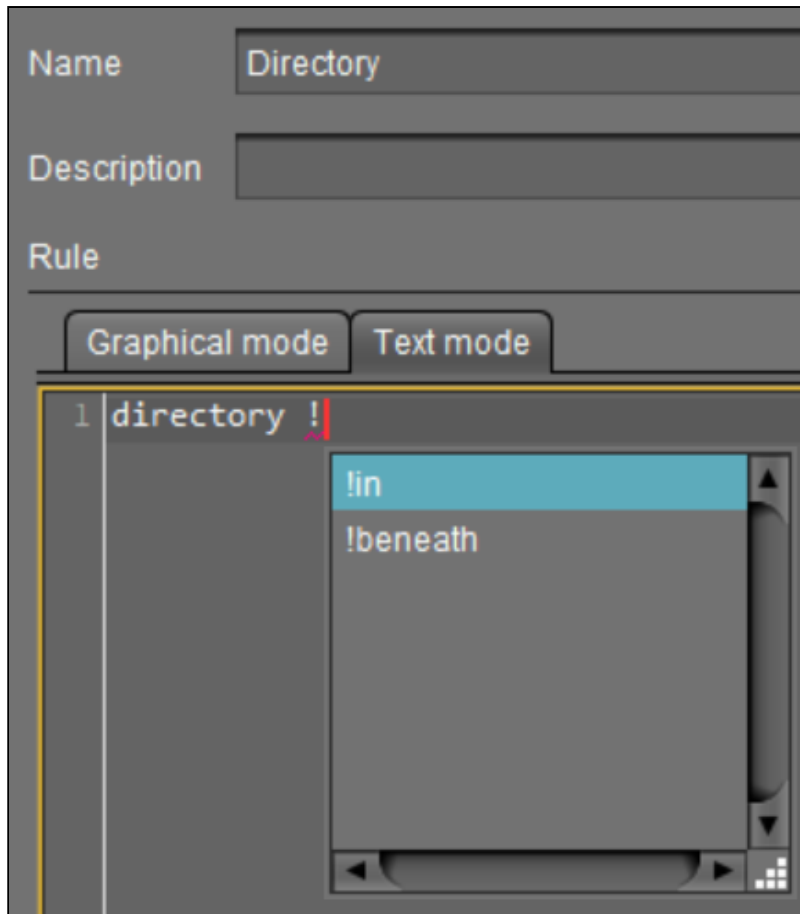 Name Directory
Description
Rule
Graphical mode Text mode
1 directory !
!in
!beneath